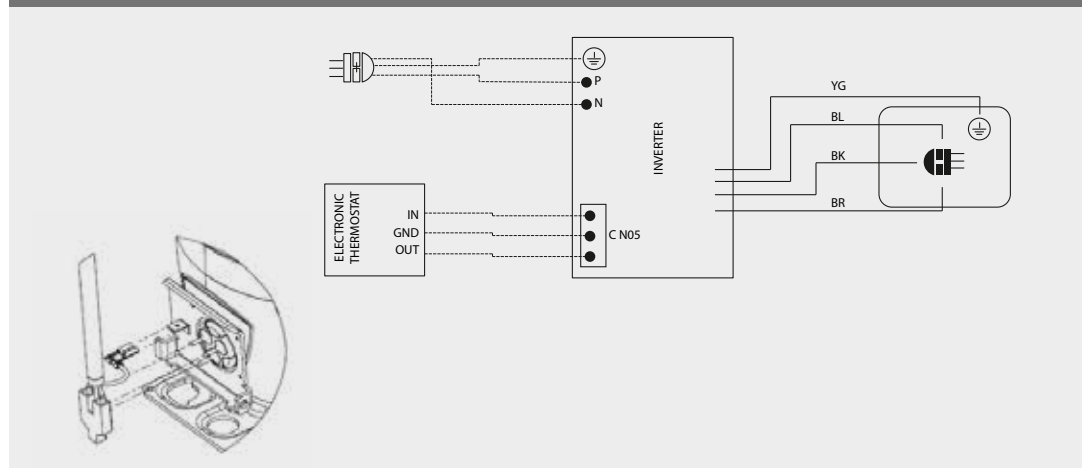 P
N
INVERTER
YG
BL
BK
BR
ELECTRONIC
THERMOSTAT
IN
GND
OUT
C N05